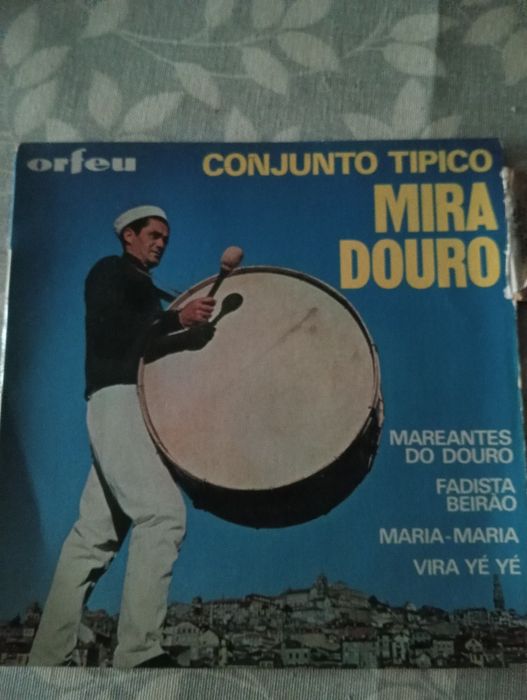 orfeu
CONJUNTO TIPICO
MIRA
DOURO
MAREANTES
DO DOURO
FADISTA
BEIRÃO
MARIA-MARIA
VIRA YÉ YÉ